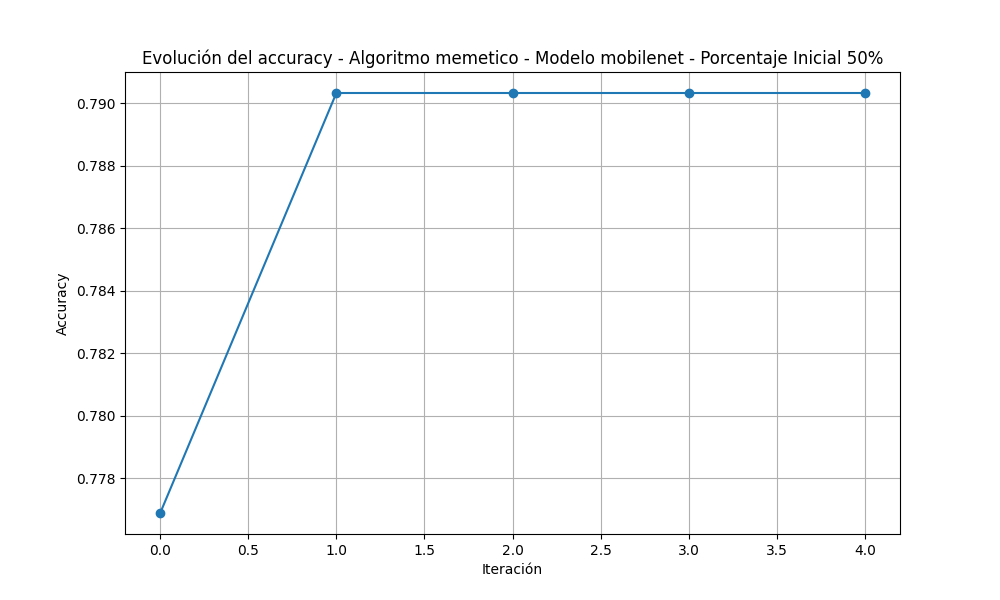 Evolución del accuracy - Algoritmo memetico - Modelo mobilenet - Porcentaje Inicial 50%
Accuracy
0.790
0.788
0.786
0.784
0.782
0.780
0.778
0.0 0.5 1.0 1.5 2.0 2.5 3.0 3.5 4.0
Iteración